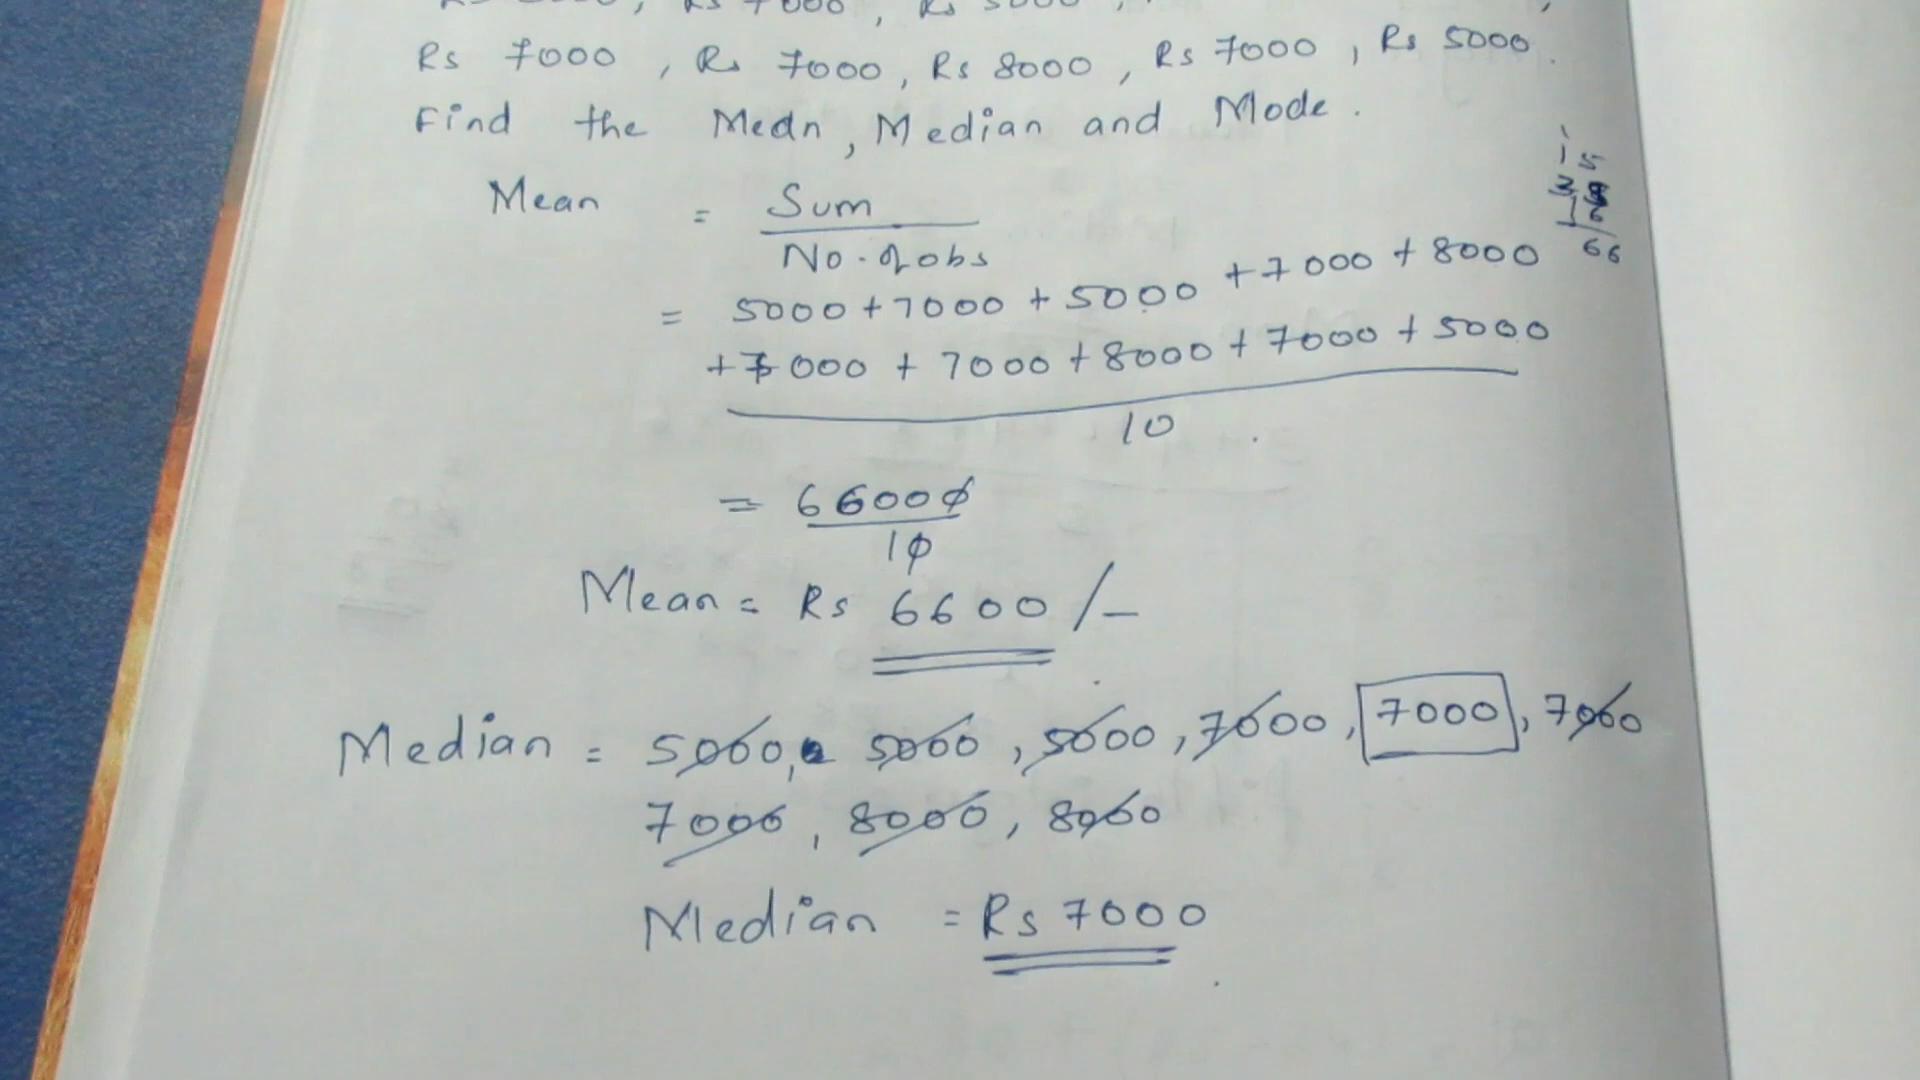 Rs 7000, Rs 7000, Rs 8000, Rs 7000, Rs 5000.
Find the Mean, Median and Mode.
Mean = Sum
No. of obs
= 5000 + 7000 + 5000 + 7000 + 8000
+ 7000 + 7000 + 8000 + 7000 + 5000
10
= 66000
10
Mean = Rs 6600/-
Median = 5000, 5000, 5000, 7000, 7000, 7000
7000, 8000, 8000
Median = Rs 7000
66